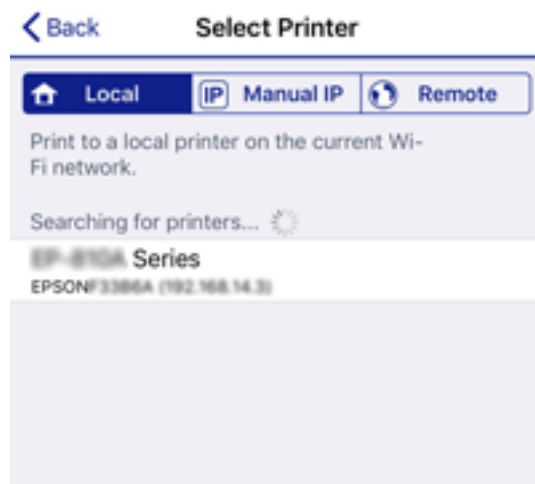 Back
Select Printer
Local
IP Manual IP
Remote
Print to a local printer on the current Wi-
Fi network.
Searching for printers...
Series
EPSON